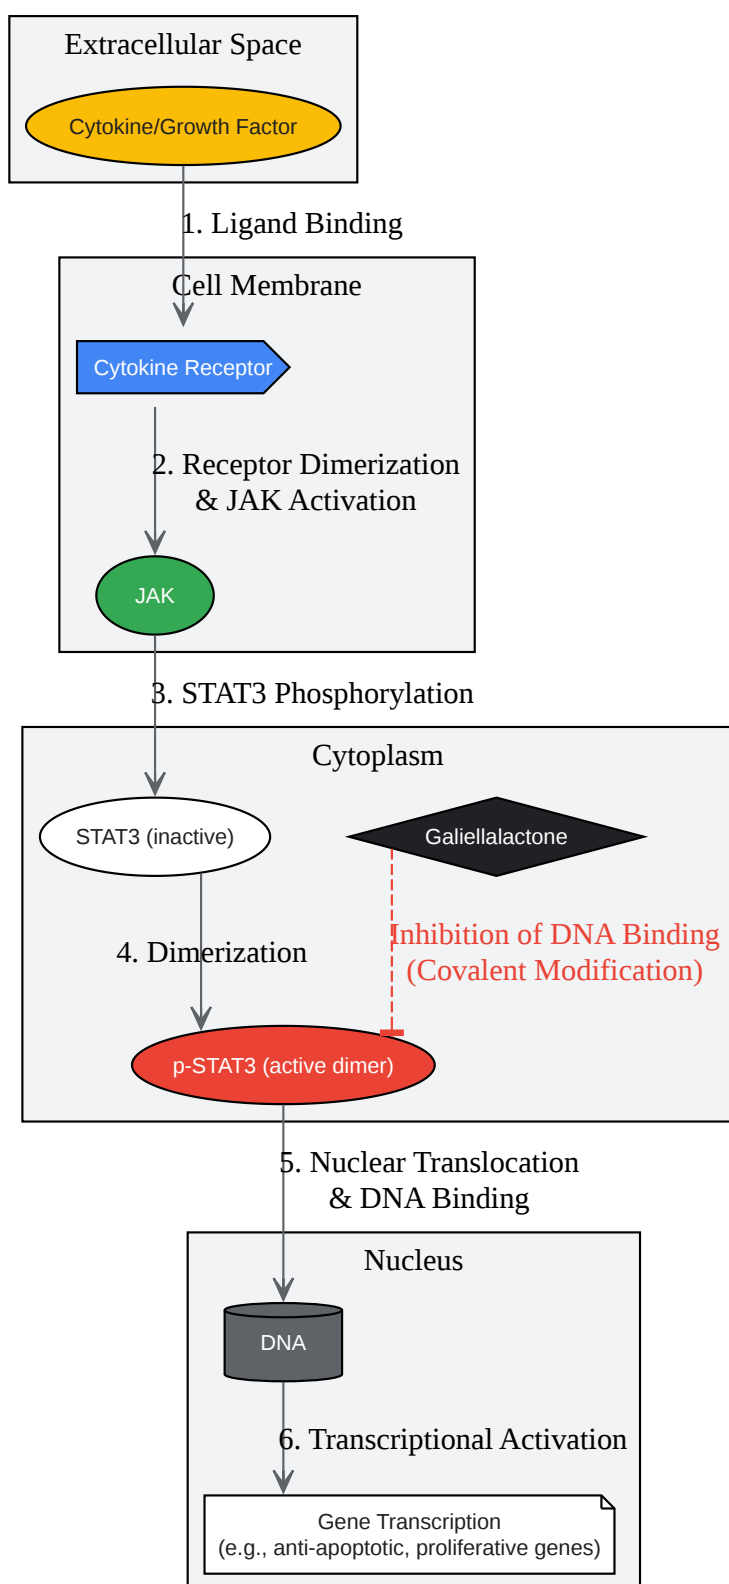 Extracellular Space
Cytokine/Growth Factor
1. Ligand Binding
Cell Membrane
Cytokine Receptor
2. Receptor Dimerization
& JAK Activation
JAK
3. STAT3 Phosphorylation
Cytoplasm
STAT3 (inactive)
Galiellalactone
Inhibition of DNA Binding
(Covalent Modification)
4. Dimerization
p-STAT3 (active dimer)
5. Nuclear Translocation
& DNA Binding
Nucleus
DNA
6. Transcriptional Activation
Gene Transcription
(e.g., anti-apoptotic, proliferative genes)